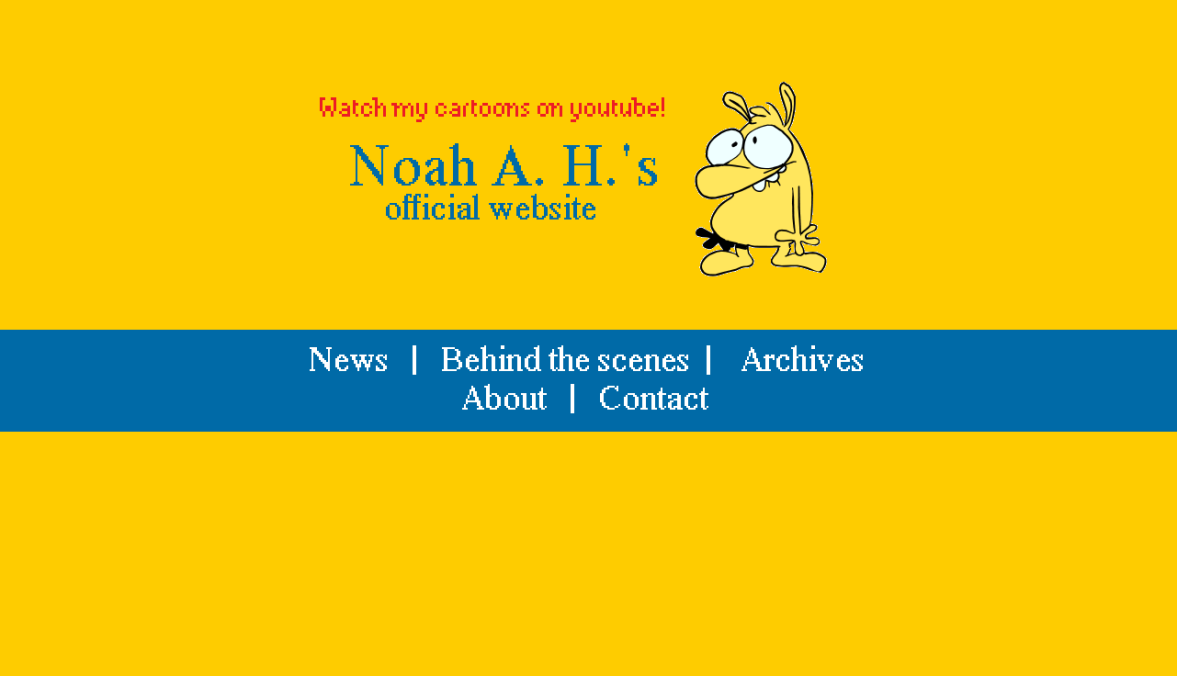 Watch my cartoons on youtube!
Noah A. H.'s
official website
News | Behind the scenes | Archives
About | Contact